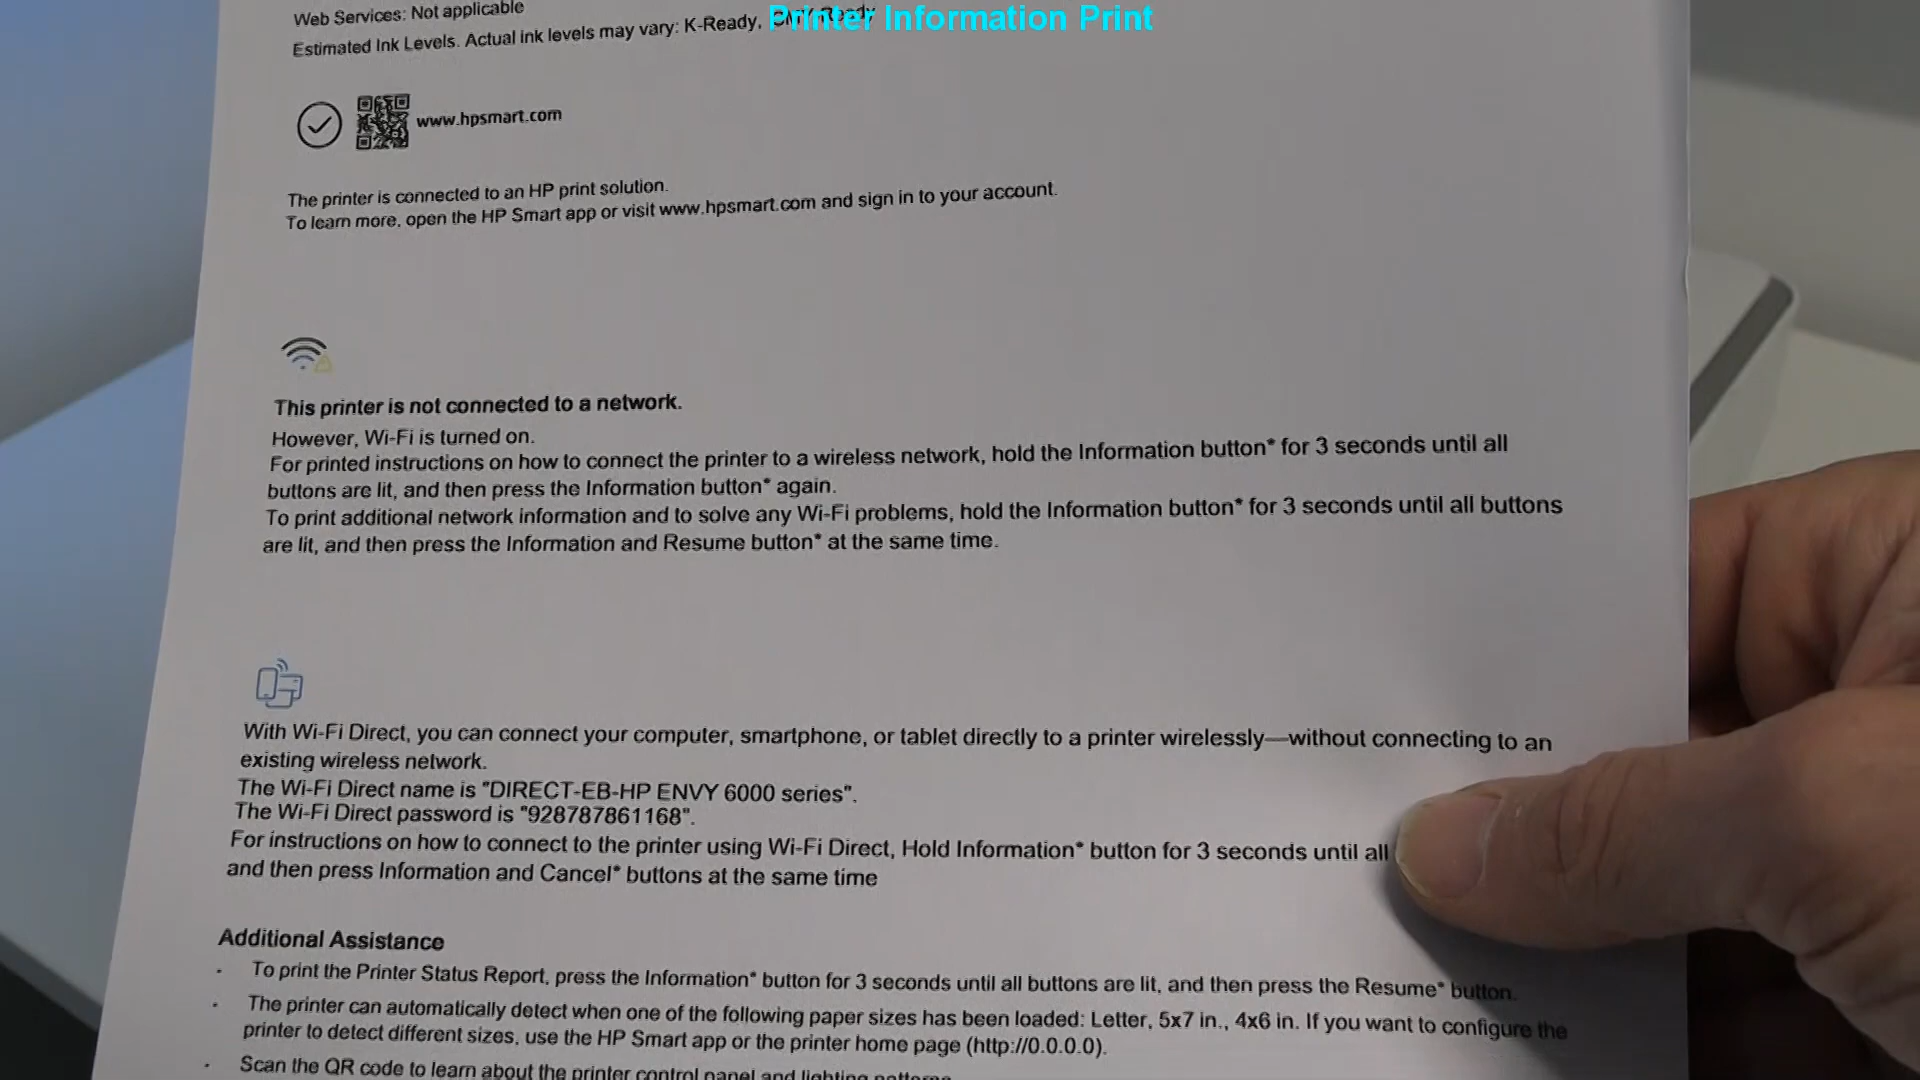 Printer Information Print
Web Services: Not applicable
Estimated Ink Levels. Actual ink levels may vary: K-Ready,
www.hpsmart.com
The printer is connected to an HP print solution.
To learn more, open the HP Smart app or visit www.hpsmart.com and sign in to your account.
This printer is not connected to a network.
However, Wi-Fi is turned on.
For printed instructions on how to connect the printer to a wireless network, hold the Information button* for 3 seconds until all
buttons are lit, and then press the Information button* again.
To print additional network information and to solve any Wi-Fi problems, hold the Information button* for 3 seconds until all buttons
are lit, and then press the Information and Resume button* at the same time.
With Wi-Fi Direct, you can connect your computer, smartphone, or tablet directly to a printer wirelessly—without connecting to an
existing wireless network.
The Wi-Fi Direct name is "DIRECT-EB-HP ENVY 6000 series".
The Wi-Fi Direct password is "928787861168".
For instructions on how to connect to the printer using Wi-Fi Direct, Hold Information* button for 3 seconds until all
and then press Information and Cancel* buttons at the same time
Additional Assistance
· To print the Printer Status Report, press the Information* button for 3 seconds until all buttons are lit, and then press the Resume* button.
· The printer can automatically detect when one of the following paper sizes has been loaded: Letter, 5x7 in., 4x6 in. If you want to configure the
printer to detect different sizes, use the HP Smart app or the printer home page (http://0.0.0.0).
· Scan the QR code to learn about the printer control panel and lighting patterns.